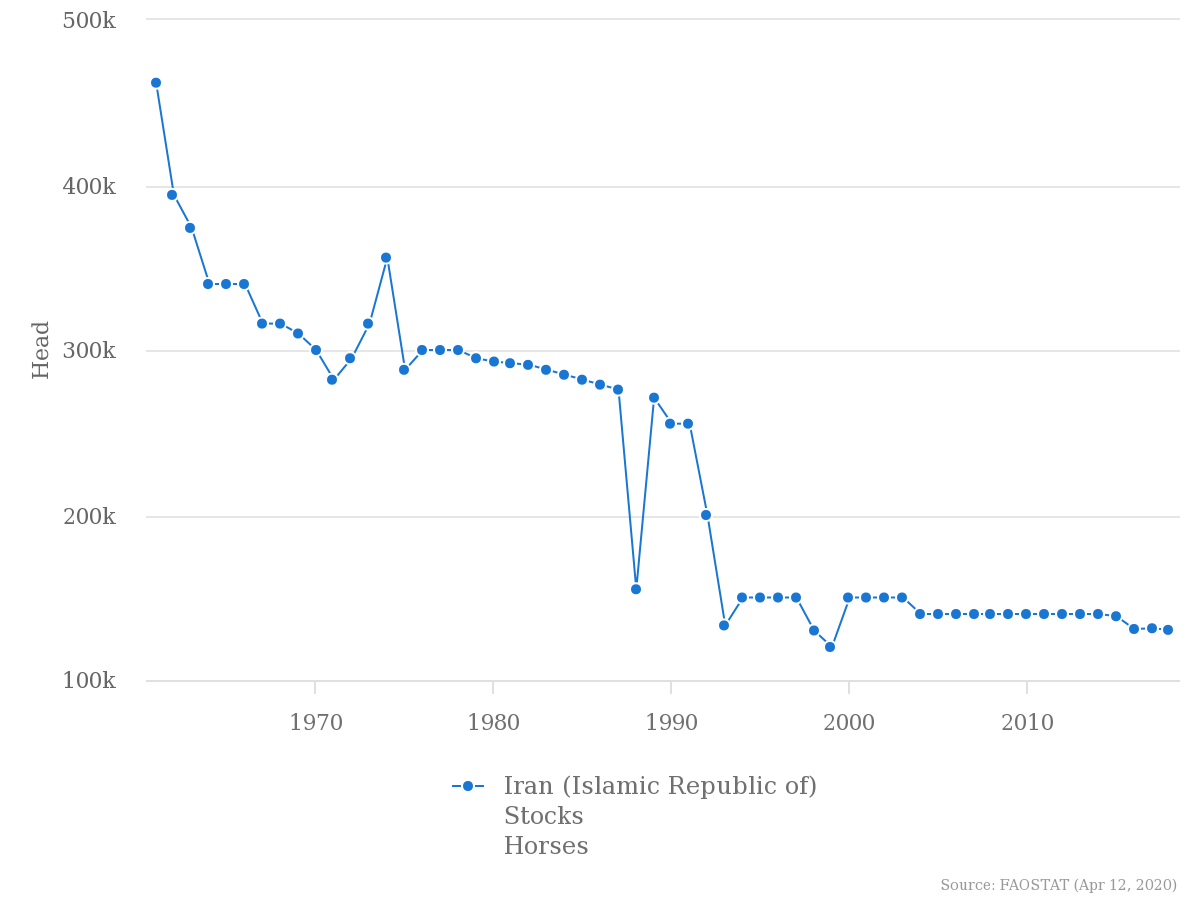 500k
400k
300k
200k
100k
Head
1970 1980 1990 2000 2010
Iran (Islamic Republic of)
Stocks
Horses
Source: FAOSTAT (Apr 12, 2020)